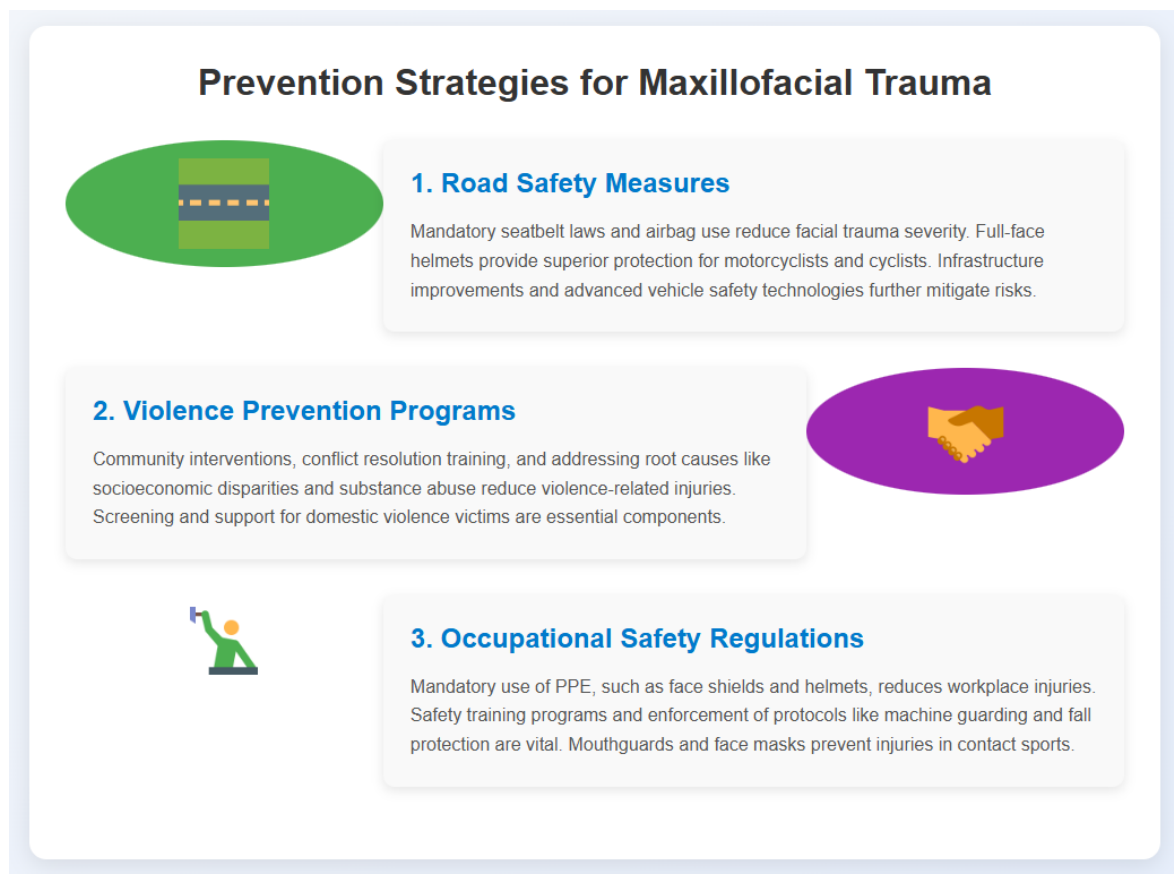 Prevention Strategies for Maxillofacial Trauma
1. Road Safety Measures
Mandatory seatbelt laws and airbag use reduce facial trauma severity. Full-face
helmets provide superior protection for motorcyclists and cyclists. Infrastructure
improvements and advanced vehicle safety technologies further mitigate risks.
2. Violence Prevention Programs
Community interventions, conflict resolution training, and addressing root causes like
socioeconomic disparities and substance abuse reduce violence-related injuries.
Screening and support for domestic violence victims are essential components.
3. Occupational Safety Regulations
Mandatory use of PPE, such as face shields and helmets, reduces workplace injuries.
Safety training programs and enforcement of protocols like machine guarding and fall
protection are vital. Mouthguards and face masks prevent injuries in contact sports.